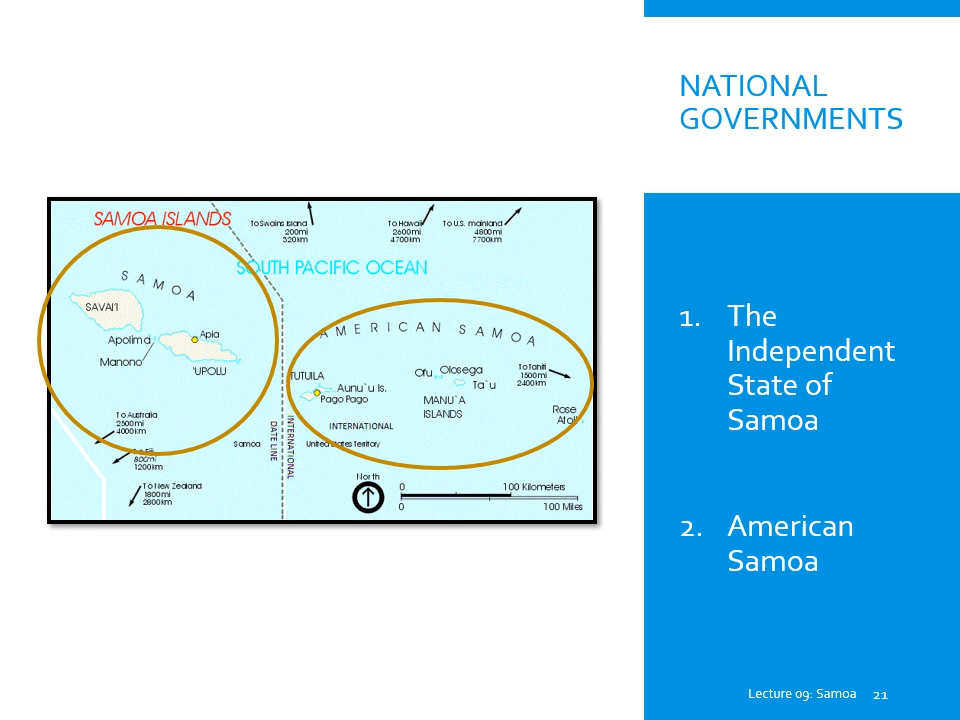 NATIONAL
GOVERNMENTS
SAMOA ISLANDS
To Swains Island
200mi
320km
To Hawaii
2600mi
4700km
To U.S. mainland
4800mi
7700km
SOUTH PACIFIC OCEAN
SAMOA
SAVAI'I
Apolima
Manono
Apia
'UPOLU
AMERICAN SAMOA
TUTUILA
Aunu`u Is.
Pago Pago
Ofu
Olosega
Ta`u
MANU`A
ISLANDS
To Tahiti
1500mi
2400km
Rose
Atoll
To Australia
2500mi
4000km
800mi
1200km
To New Zealand
1800mi
2800km
Samoa
INTERNATIONAL
DATE LINE
INTERNATIONAL
United States Territory
North
0
100 Kilometers
0
100 Miles
1. The
Independent
State of
Samoa
2. American
Samoa
Lecture 09: Samoa 21